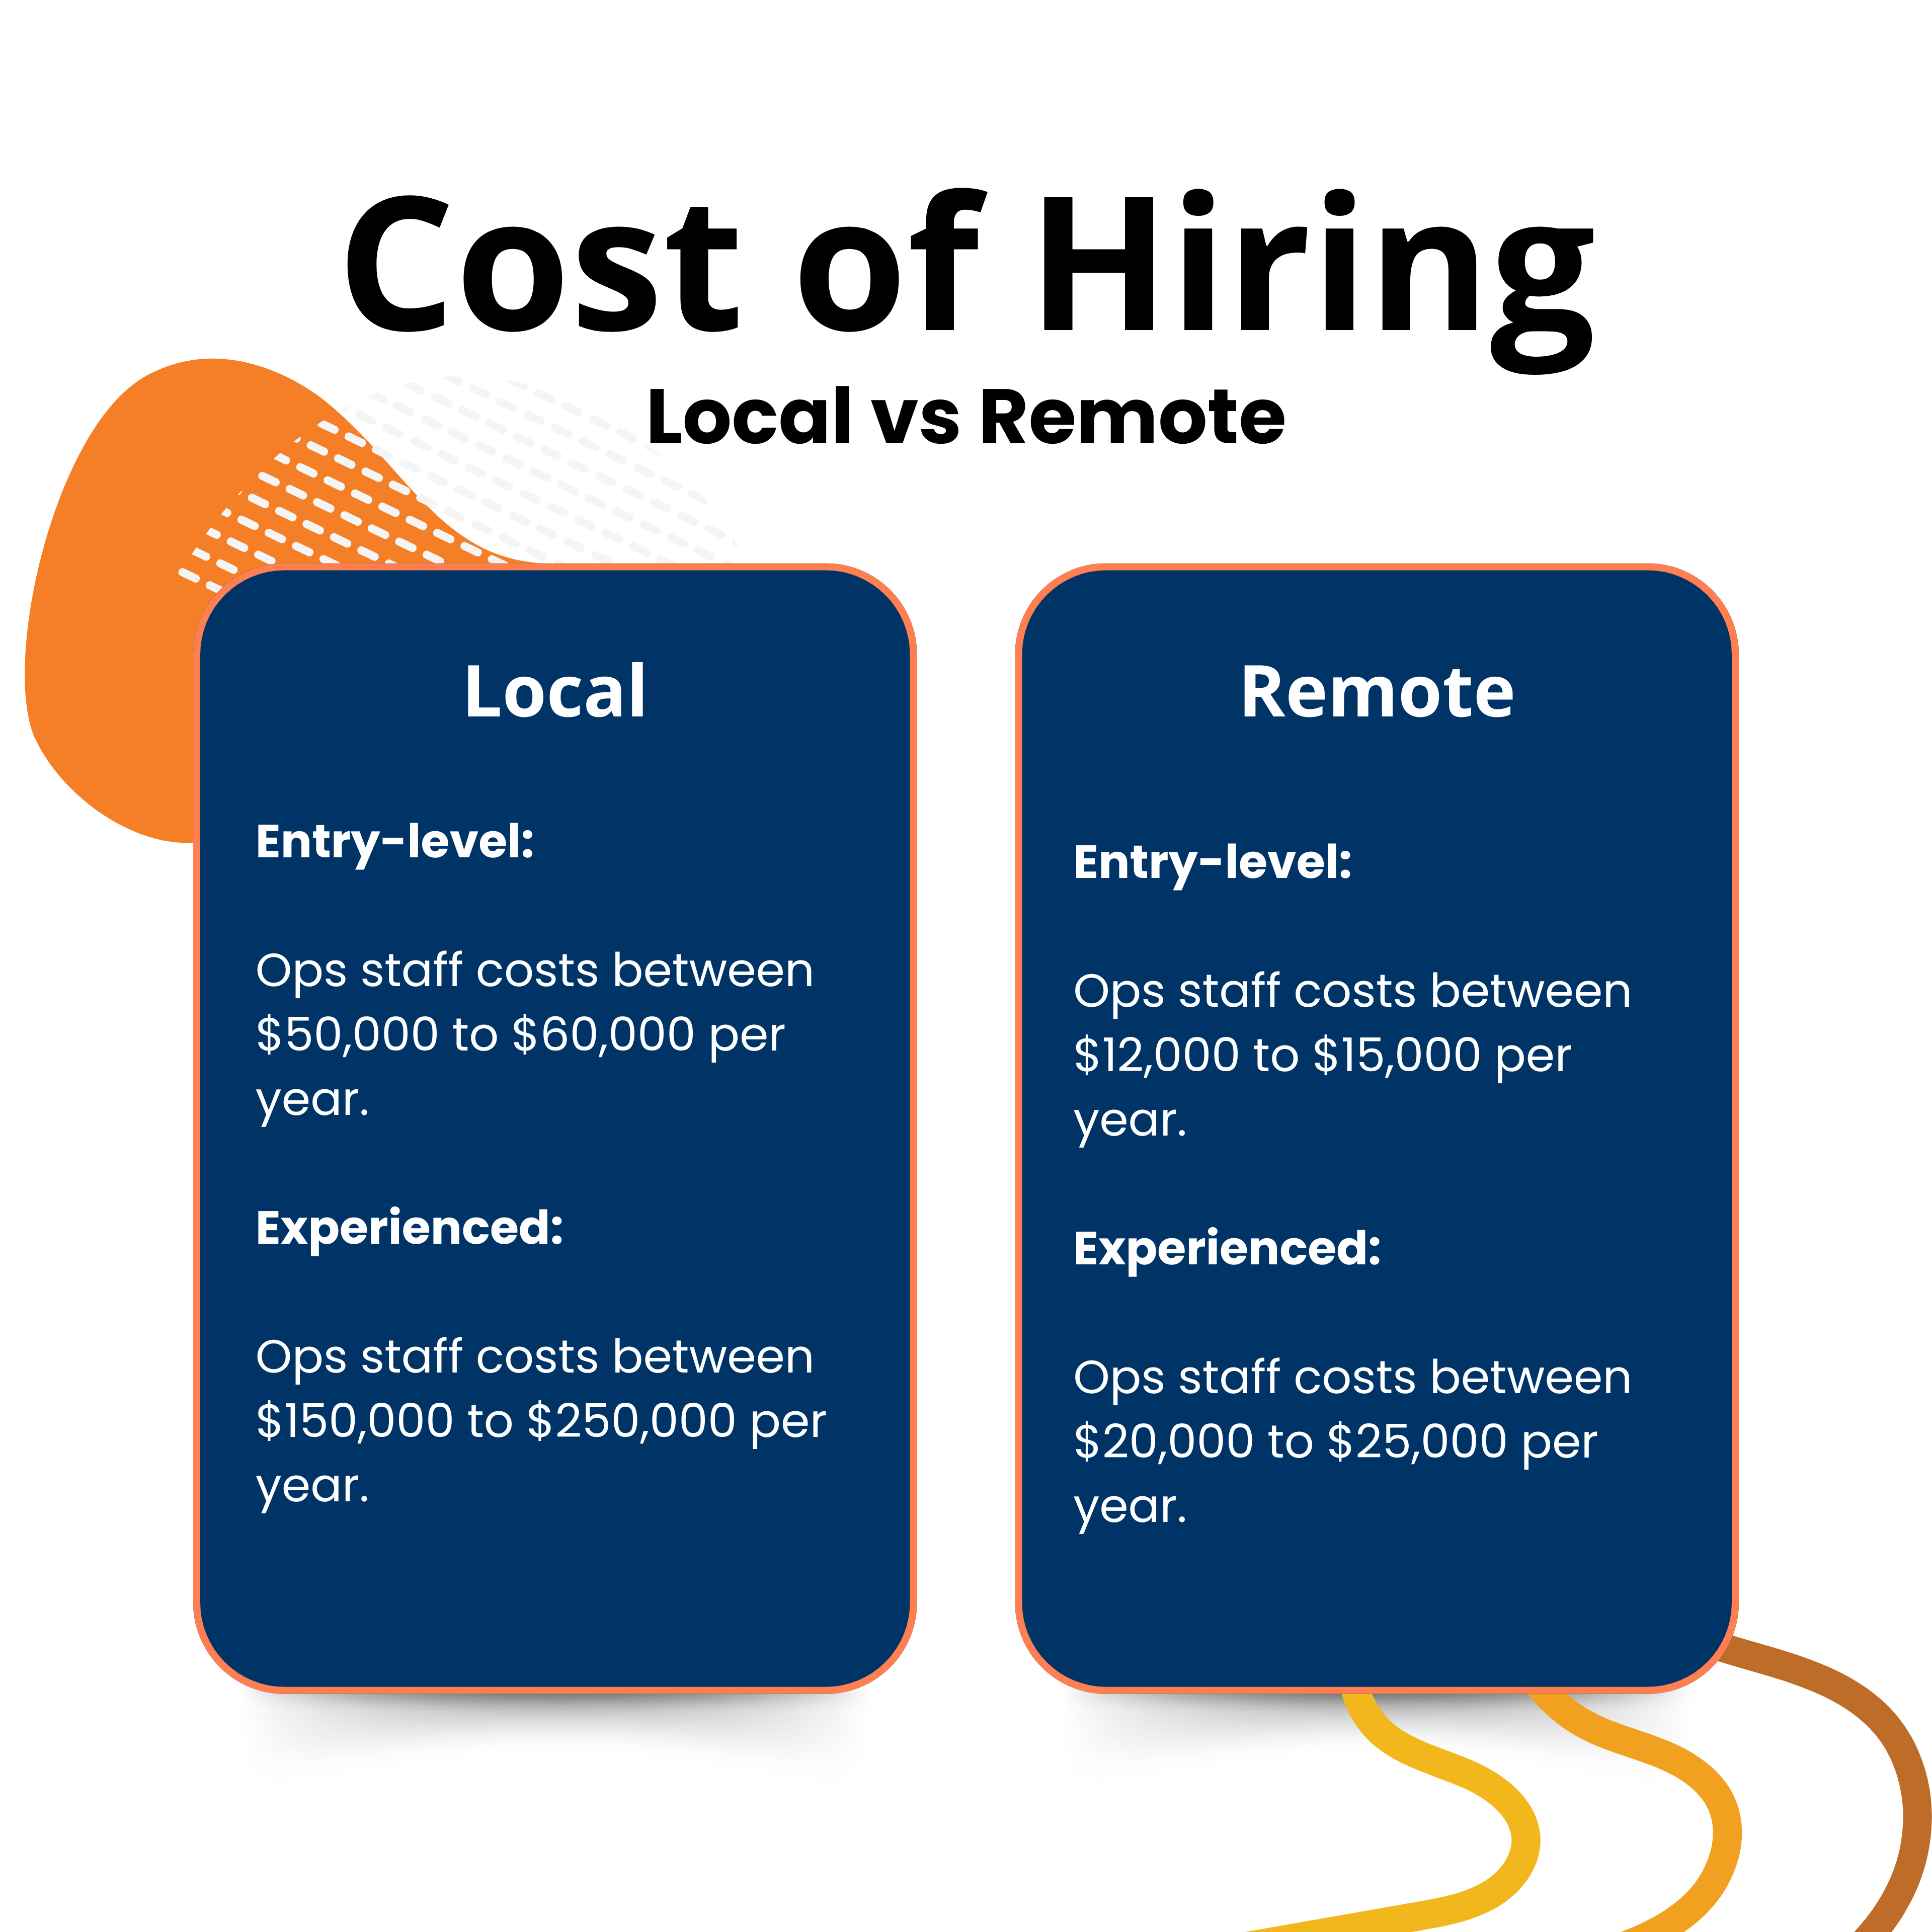 Cost of Hiring
Local vs Remote
Local
Entry-level:
Ops staff costs between
$50,000 to $60,000 per
year.
Experienced:
Ops staff costs between
$150,000 to $250,000 per
year.
Remote
Entry-level:
Ops staff costs between
$12,000 to $15,000 per
year.
Experienced:
Ops staff costs between
$20,000 to $25,000 per
year.